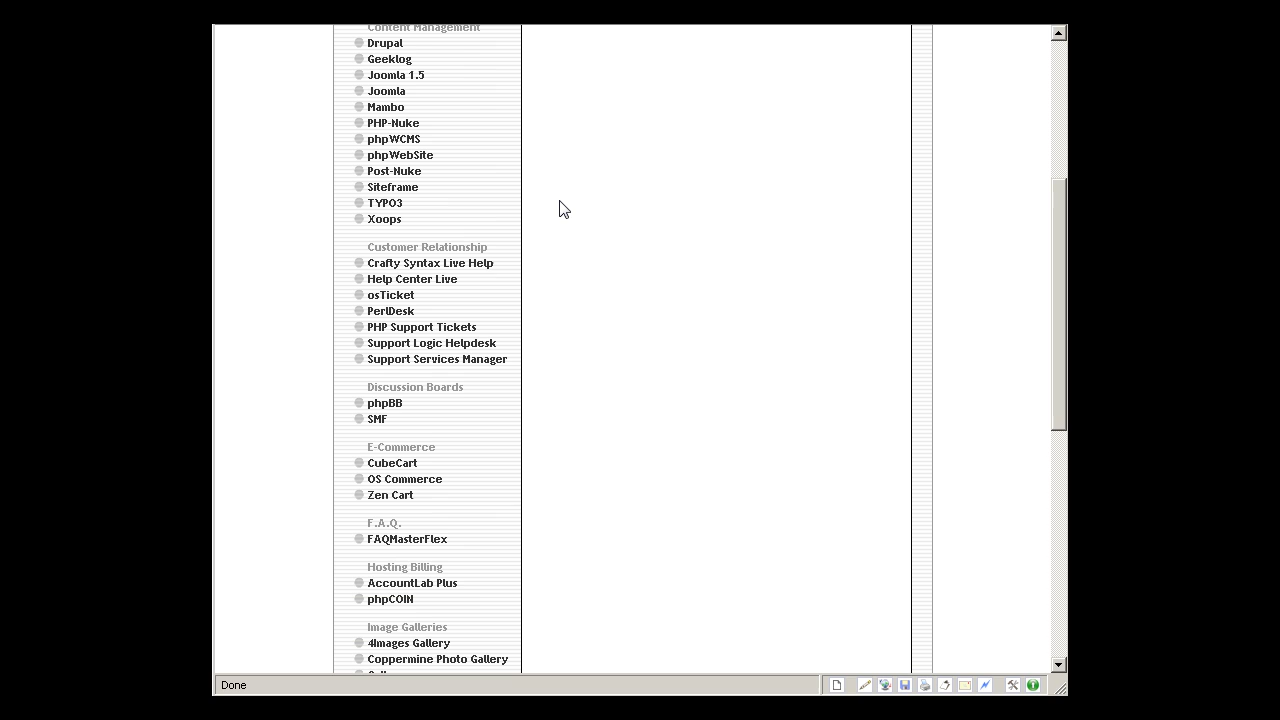 Content Management
Drupal
Geeklog
Joomla 1.5
Joomla
Mambo
PHP-Nuke
phpWCMS
phpWebSite
Post-Nuke
Siteframe
TYPO3
Xoops
Customer Relationship
Crafty Syntax Live Help
Help Center Live
osTicket
PerlDesk
PHP Support Tickets
Support Logic Helpdesk
Support Services Manager
Discussion Boards
phpBB
SMF
E-Commerce
CubeCart
OS Commerce
Zen Cart
F.A.Q.
FAQMasterFlex
Hosting Billing
AccountLab Plus
phpCOIN
Image Galleries
4Images Gallery
Coppermine Photo Gallery
Done